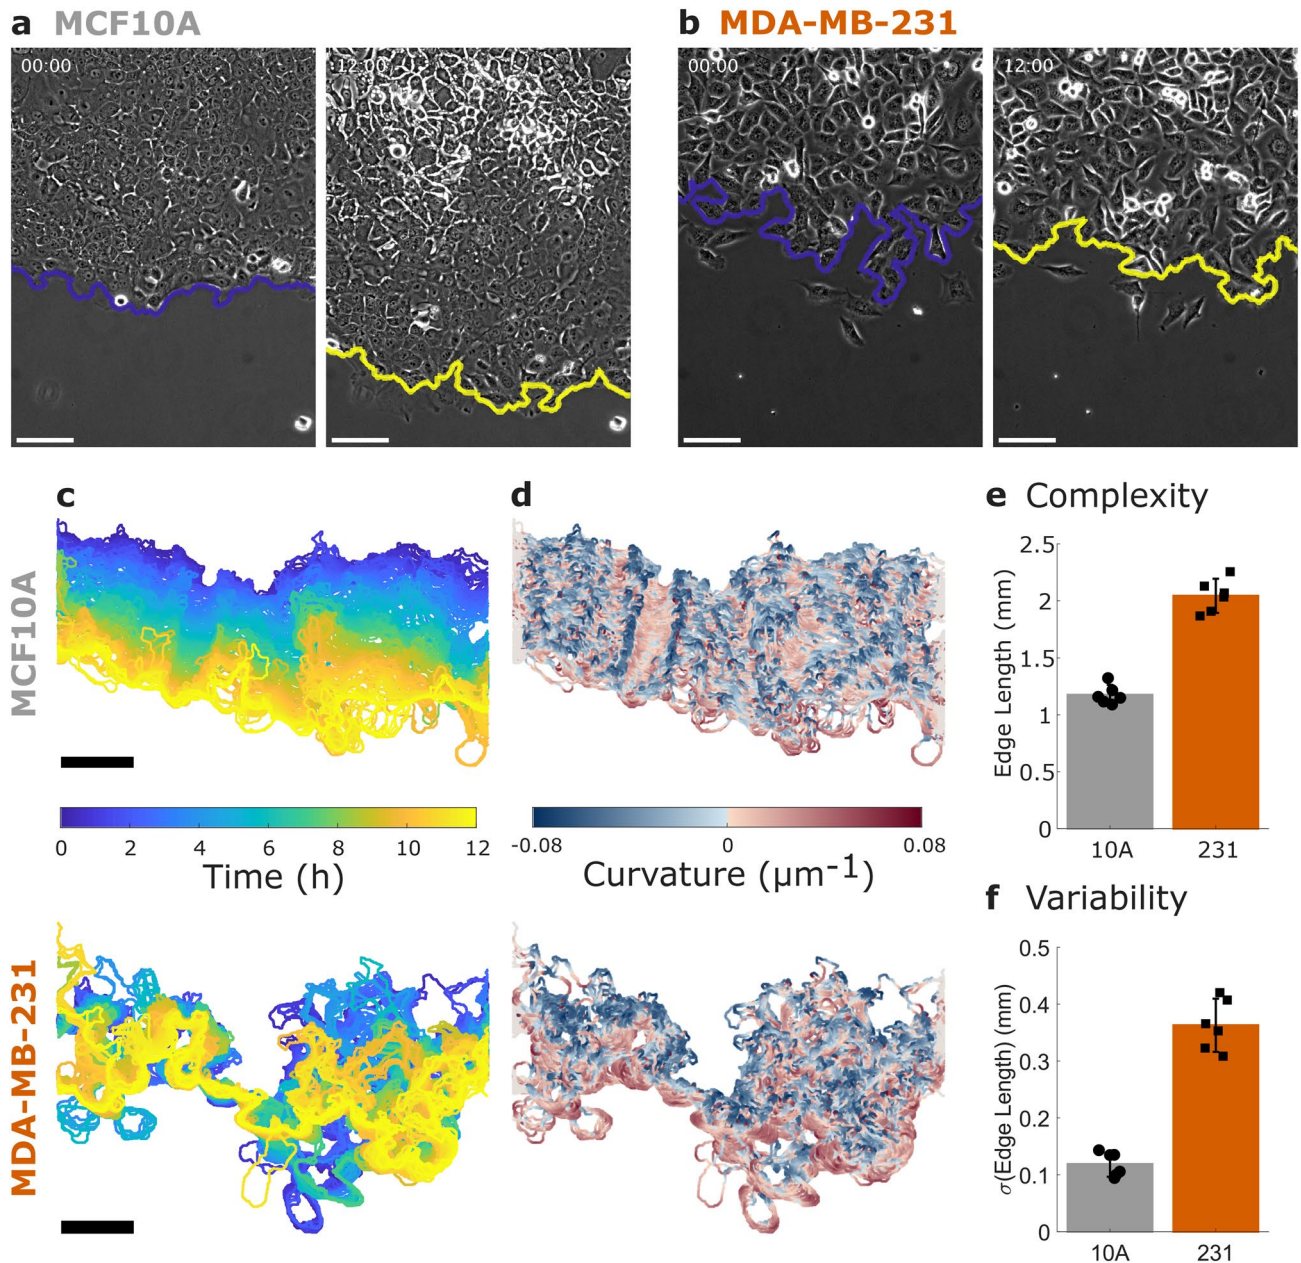 a MCF10A
b MDA-MB-231
00:00
12:00
00:00
12:00
c
d
e Complexity
MCF10A
2.5
2
1.5
1
0.5
0
Edge Length (mm)
10A
231
0
2
4
6
8
10
12
Time (h)
-0.08
0
0.08
Curvature (µm-1)
f Variability
MDA-MB-231
0.5
0.4
0.3
0.2
0.1
0
σ(Edge Length) (mm)
10A
231